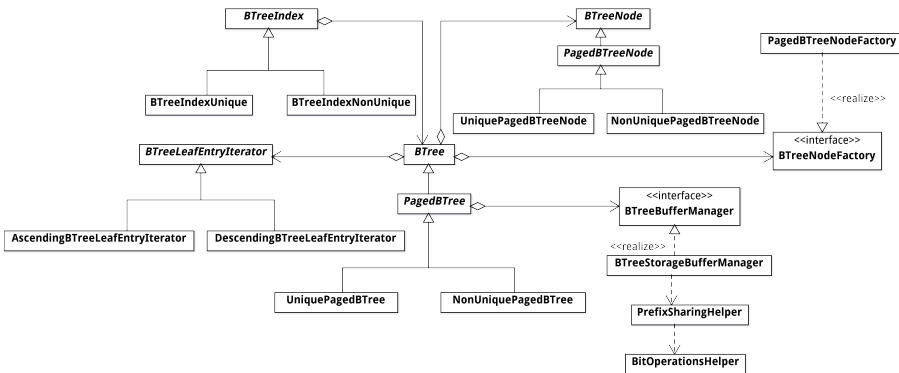 BTreeIndex
BTreeNode
PagedBTreeNodeFactory
PagedBTreeNode
BTreeIndexUnique
BTreeIndexNonUnique
<<realize>>
UniquePagedBTreeNode
NonUniquePagedBTreeNode
<<interface>>
BTreeNodeFactory
BTreeLeafEntryIterator
BTree
PagedBTree
<<interface>>
BTreeBufferManager
AscendingBTreeLeafEntryIterator
DescendingBTreeLeafEntryIterator
<<realize>>
BTreeStorageBufferManager
UniquePagedBTree
NonUniquePagedBTree
PrefixSharingHelper
BitOperationsHelper